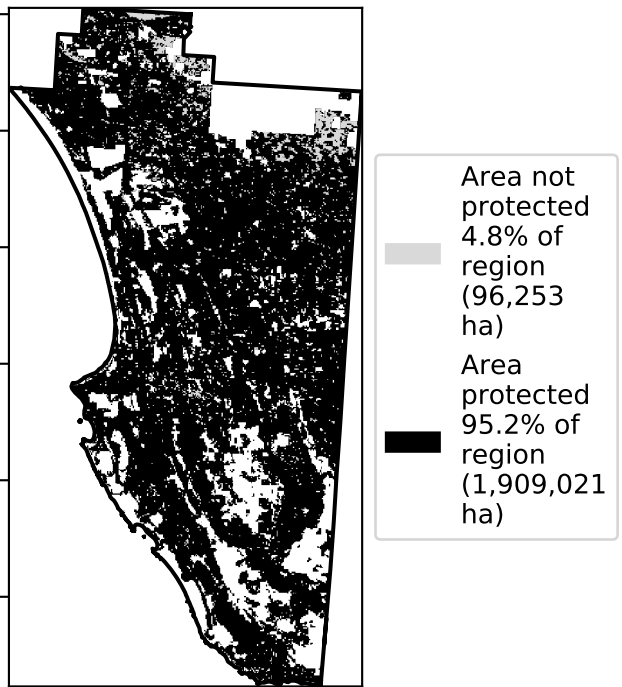 Area not
protected
4.8% of
region
(96,253
ha)
Area
protected
95.2% of
region
(1,909,021
ha)